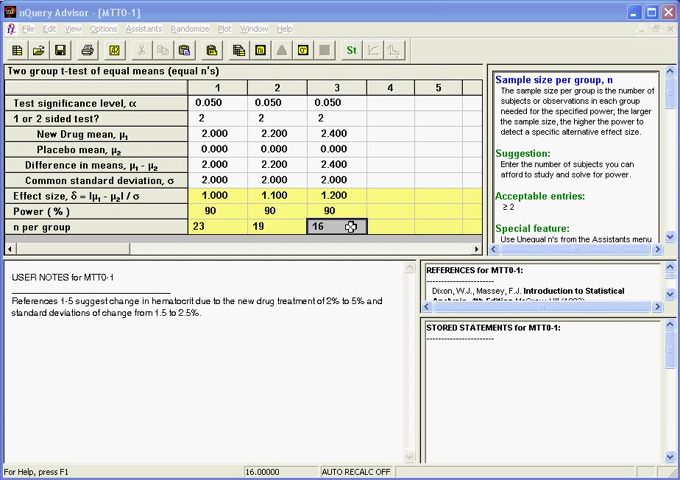 nQuery Advisor - [MTT0-1]
File Edit View Options Assistants Randomize Plot Window Help
St
Two group t-test of equal means (equal n's)
1 2 3 4 5
Test significance level, α 0.050 0.050 0.050
1 or 2 sided test? 2 2 2
New Drug mean, μ₁ 2.000 2.200 2.400
Placebo mean, μ₂ 0.000 0.000 0.000
Difference in means, μ₁ - μ₂ 2.000 2.200 2.400
Common standard deviation, σ 2.000 2.000 2.000
Effect size, δ = |μ₁ - μ₂| / σ 1.000 1.100 1.200
Power ( % ) 90 90 90
n per group 23 19 16
Sample size per group, n
The sample size per group is the number of
subjects or observations in each group
needed for the specified power; the larger
the sample size, the higher the power to
detect a specific alternative effect size.
Suggestion:
Enter the number of subjects you can
afford to study and solve for power.
Acceptable entries:
≥ 2
Special feature:
Use Unequal n's from the Assistants menu
USER NOTES for MTT0-1
References 1-5 suggest change in hematocrit due to the new drug treatment of 2% to 5% and
standard deviations of change from 1.5 to 2.5%.
REFERENCES for MTT0-1:
-----------------------
Dixon, W.J., Massey, F.J. Introduction to Statistical
STORED STATEMENTS for MTT0-1:
-----------------------
For Help, press F1 16.00000 AUTO RECALC OFF